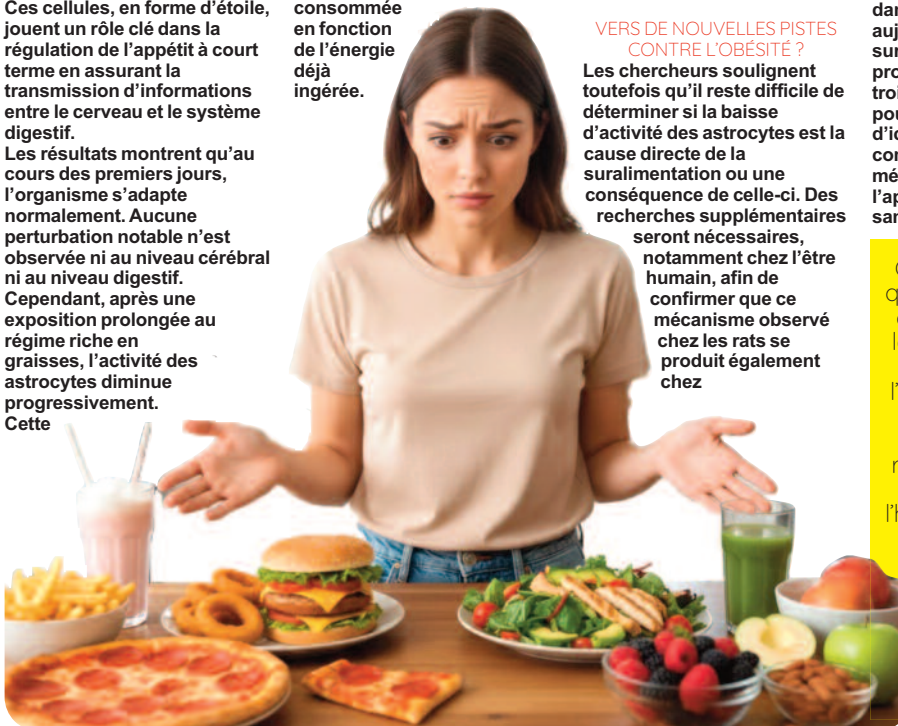 Ces cellules, en forme d'étoile,
jouent un rôle clé dans la
régulation de l'appétit à court
terme en assurant la
transmission d'informations
entre le cerveau et le système
digestif.
Les résultats montrent qu'au
cours des premiers jours,
l'organisme s'adapte
normalement. Aucune
perturbation notable n'est
observée ni au niveau cérébral
ni au niveau digestif.
Cependant, après une
exposition prolongée au
régime riche en
graisses, l'activité des
astrocytes diminue
progressivement.
Cette
consommée
en fonction
de l'énergie
déjà
ingérée.
VERS DE NOUVELLES PISTES
CONTRE L'OBÉSITÉ ?
Les chercheurs soulignent
toutefois qu'il reste difficile de
déterminer si la baisse
d'activité des astrocytes est la
cause directe de la
suralimentation ou une
conséquence de celle-ci. Des
recherches supplémentaires
seront nécessaires,
notamment chez l'être
humain, afin de
confirmer que ce
mécanisme observé
chez les rats se
produit également
chez